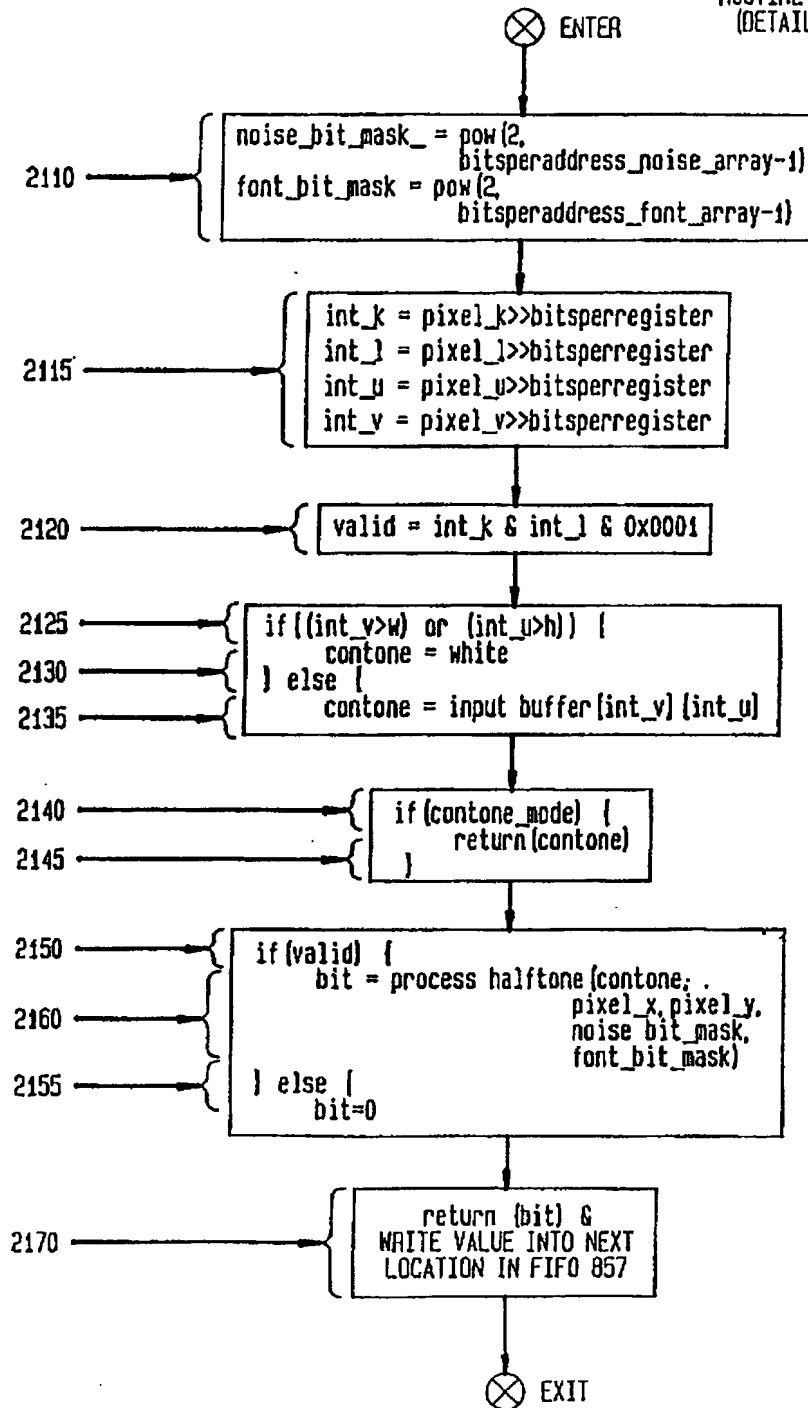 (DETAIL
ENTER
2110
noise_bit_mask_ = pow(2,
bitsperaddress_noise_array-1)
font_bit_mask = pow(2,
bitsperaddress_font_array-1)
2115
int_k = pixel_k>>bitsperregister
int_l = pixel_l>>bitsperregister
int_u = pixel_u>>bitsperregister
int_v = pixel_v>>bitsperregister
2120
valid = int_k & int_l & 0x0001
2125
if((int_v>w) or (int_u>h)) {
2130
contone = white
} else {
2135
contone = input buffer[int_v][int_u]
2140
if(contone_mode) {
2145
return(contone)
}
2150
if(valid) {
2160
bit = process halftone(contone,
pixel_x,pixel_y,
noise bit_mask,
font_bit_mask)
2155
} else {
bit=0
2170
return (bit) &
WRITE VALUE INTO NEXT
LOCATION IN FIFO 857
EXIT